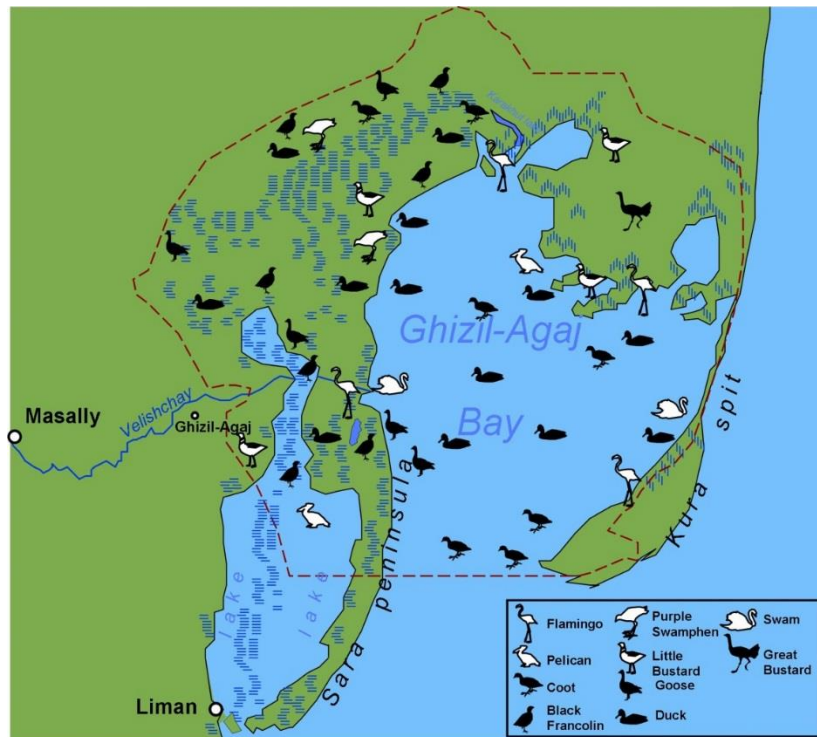 Ghizil-Agaj
Bay
Masally
Velishchay
Ghizil-Agaj
Sara peninsula
Kura spit
lake
lake
Liman
Flamingo
Purple
Swamphen
Swam
Pelican
Little
Bustard
Great
Bustard
Coot
Goose
Black
Francolin
Duck